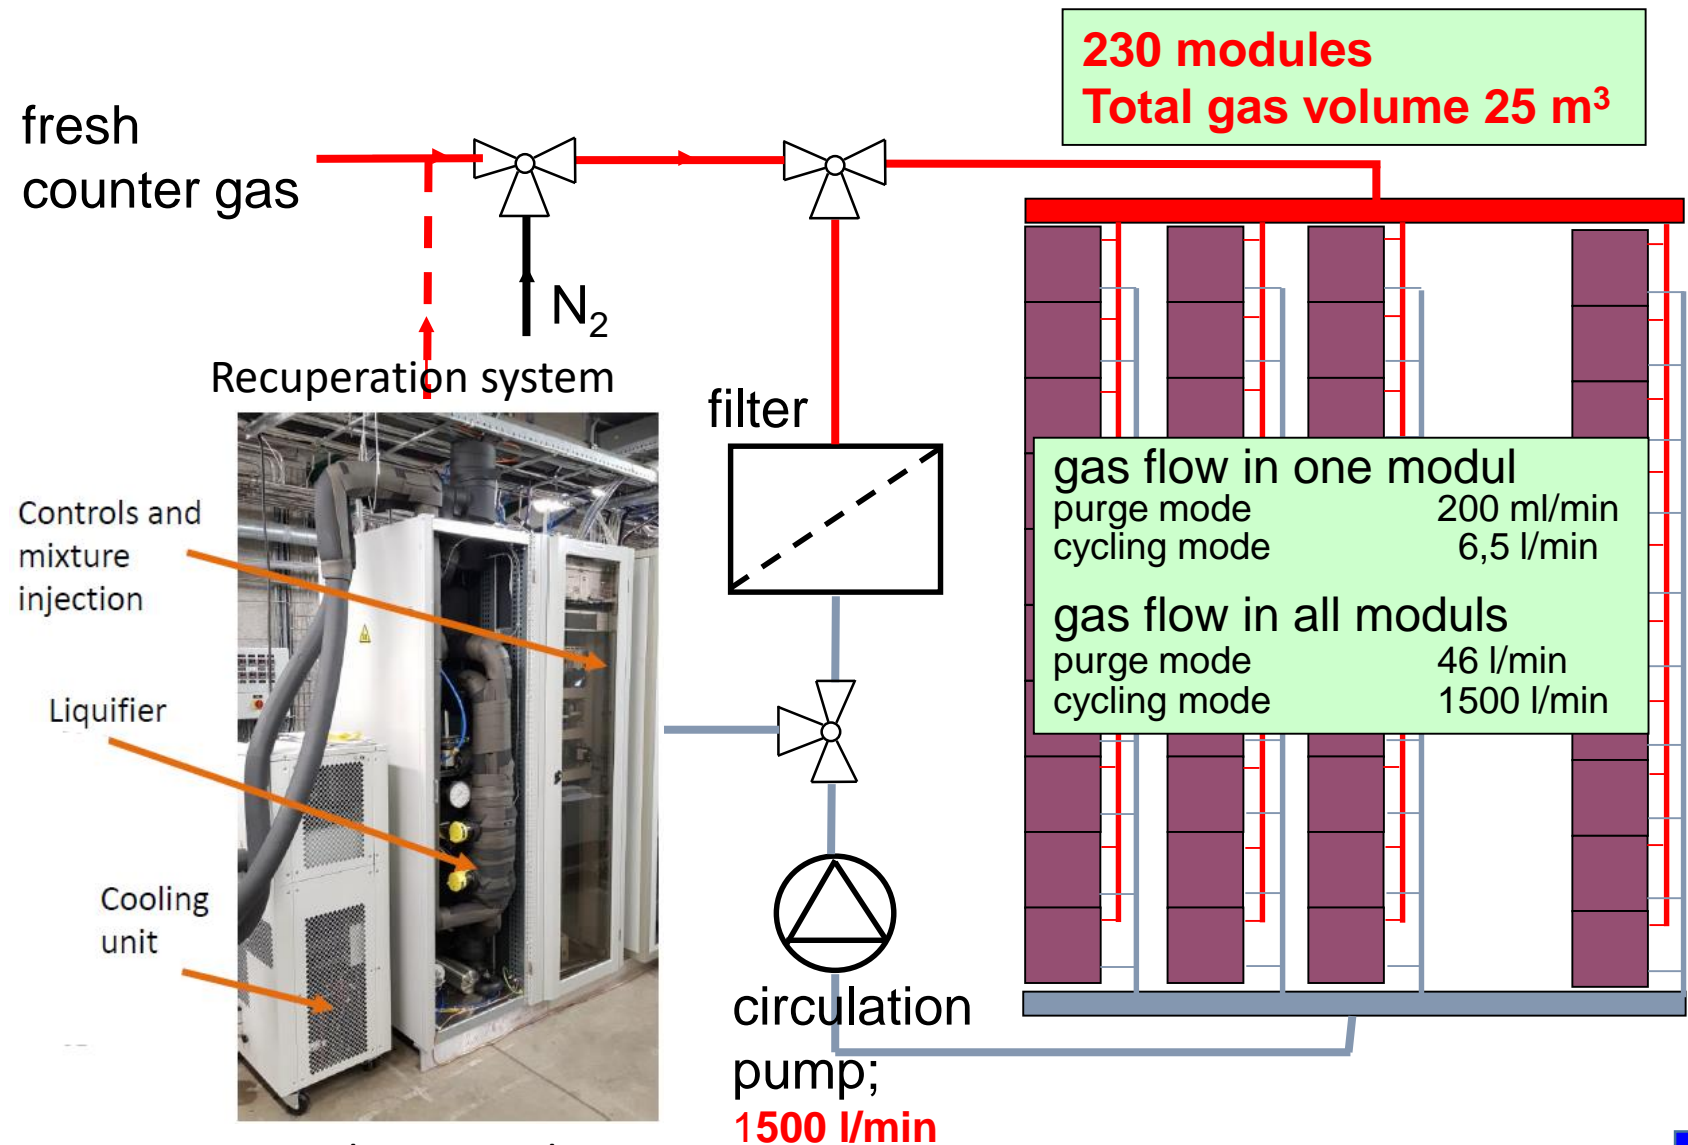 230 modules
Total gas volume 25 m³
fresh
counter gas
N₂
Recuperation system
filter
Controls and
mixture
injection
Liquifier
Cooling
unit
gas flow in one modul
purge mode 200 ml/min
cycling mode 6,5 l/min
gas flow in all moduls
purge mode 46 l/min
cycling mode 1500 l/min
circulation
pump;
1500 l/min